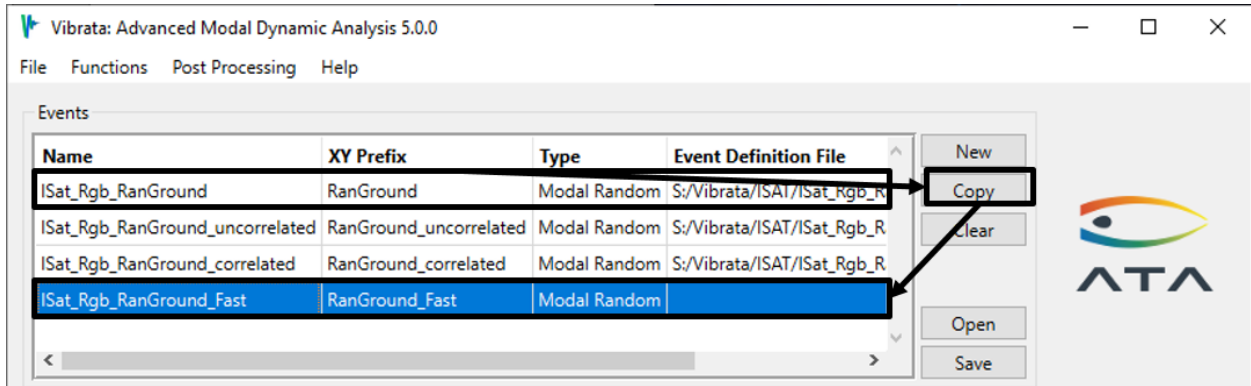 Vibrata: Advanced Modal Dynamic Analysis 5.0.0
File Functions Post Processing Help
Events
Name XY Prefix Type Event Definition File New
ISat_Rgb_RanGround RanGround Modal Random S:/Vibrata/ISAT/ISat_Rgb_R Copy
ISat_Rgb_RanGround_uncorrelated RanGround_uncorrelated Modal Random S:/Vibrata/ISAT/ISat_Rgb_R Clear
ISat_Rgb_RanGround_correlated RanGround_correlated Modal Random S:/Vibrata/ISAT/ISat_Rgb_R
ATA
ISat_Rgb_RanGround_Fast RanGround_Fast Modal Random
Open
Save